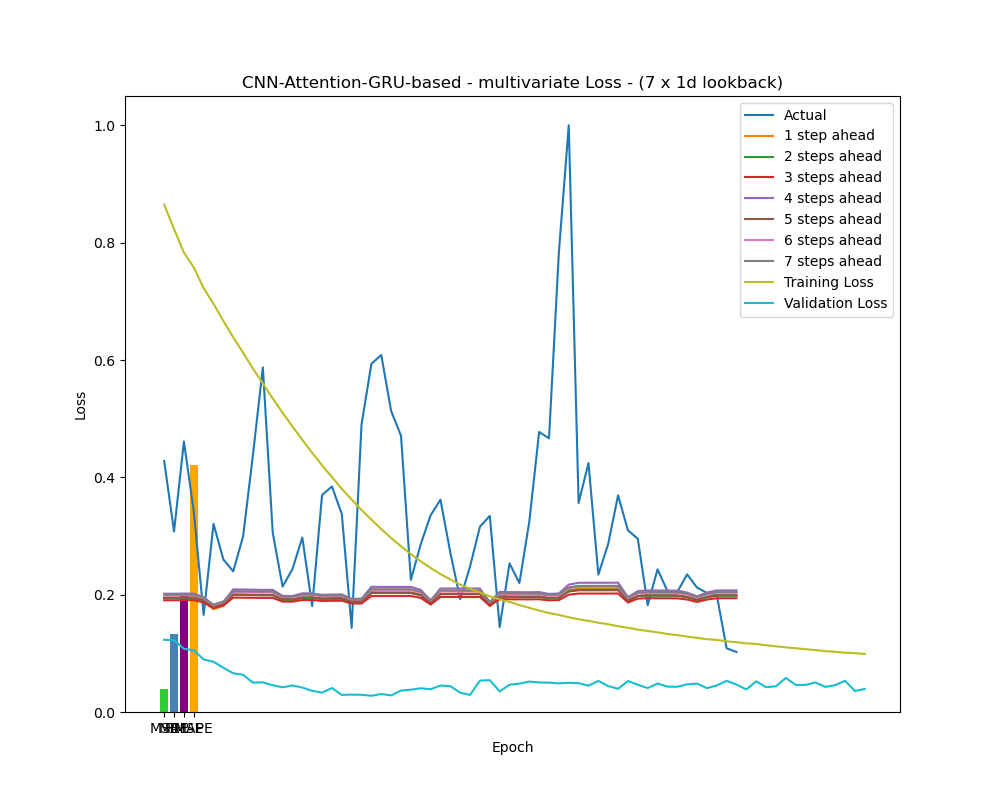 CNN-Attention-GRU-based - multivariate Loss - (7 x 1d lookback)
Actual
1 step ahead
2 steps ahead
3 steps ahead
4 steps ahead
5 steps ahead
6 steps ahead
7 steps ahead
Training Loss
Validation Loss
Loss
1.0
0.8
0.6
0.4
0.2
0.0
Epoch